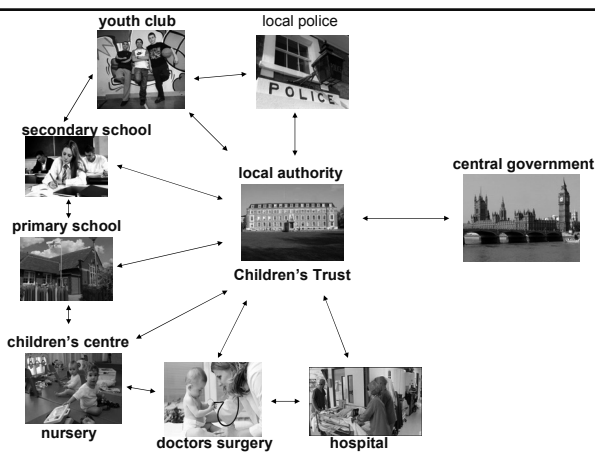 youth club
local police
POLICE
secondary school
local authority
central government
primary school
Children's Trust
children's centre
nursery
doctors surgery
hospital